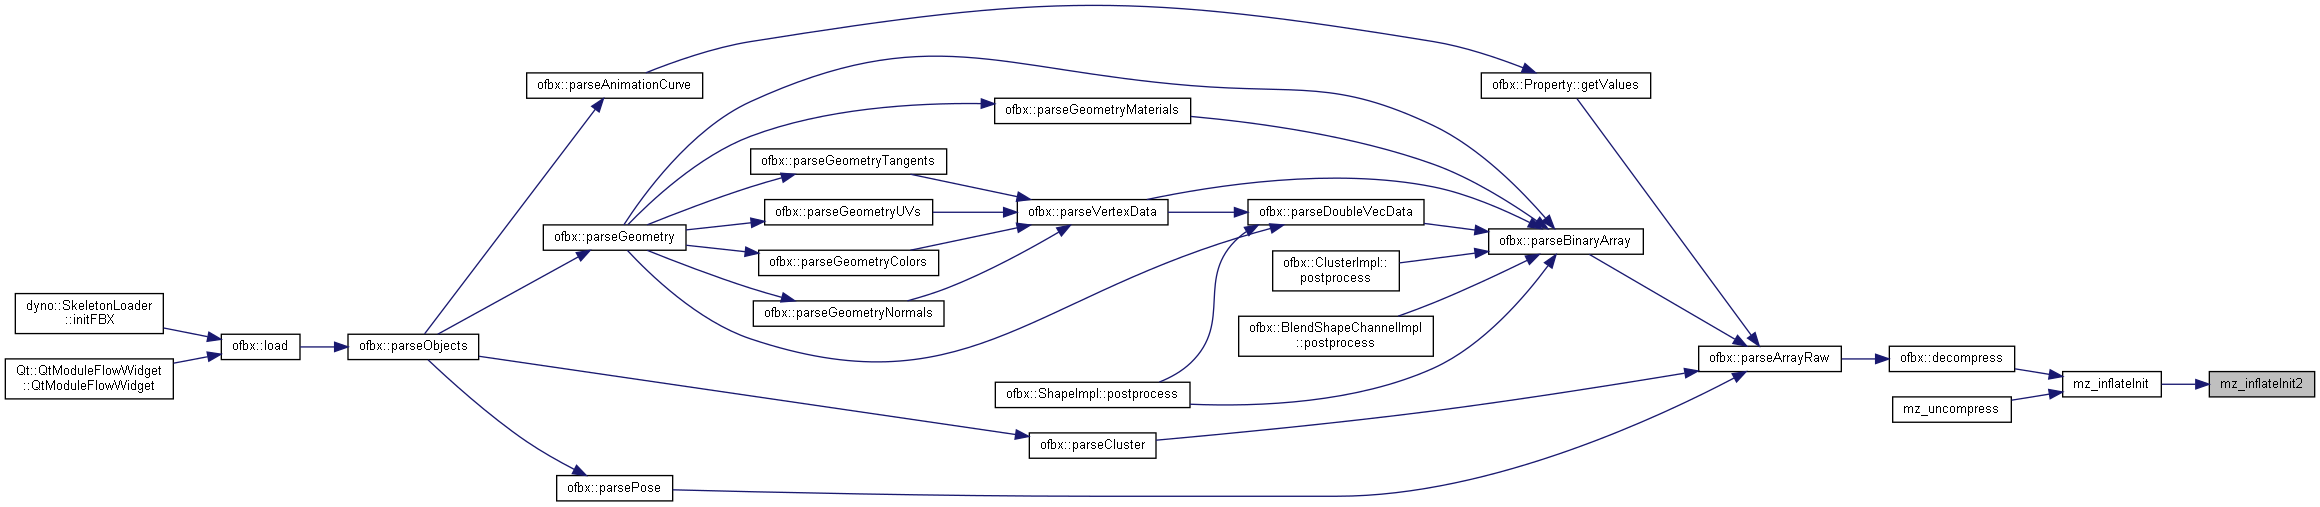 ofbx::parseAnimationCurve
ofbx::Property::getValues
ofbx::parseGeometryMaterials
ofbx::parseGeometryTangents
ofbx::parseGeometryUVs
ofbx::parseVertexData
ofbx::parseDoubleVecData
ofbx::parseGeometry
ofbx::parseBinaryArray
ofbx::parseGeometryColors
ofbx::ClusterImpl::
postprocess
dyno::SkeletonLoader
::initFBX
ofbx::parseGeometryNormals
ofbx::BlendShapeChannelImpl
::postprocess
ofbx::load
ofbx::parseObjects
ofbx::parseArrayRaw
ofbx::decompress
Qt::QtModuleFlowWidget
::QtModuleFlowWidget
mz_inflateInit
mz_inflateInit2
ofbx::ShapeImpl::postprocess
mz_uncompress
ofbx::parseCluster
ofbx::parsePose